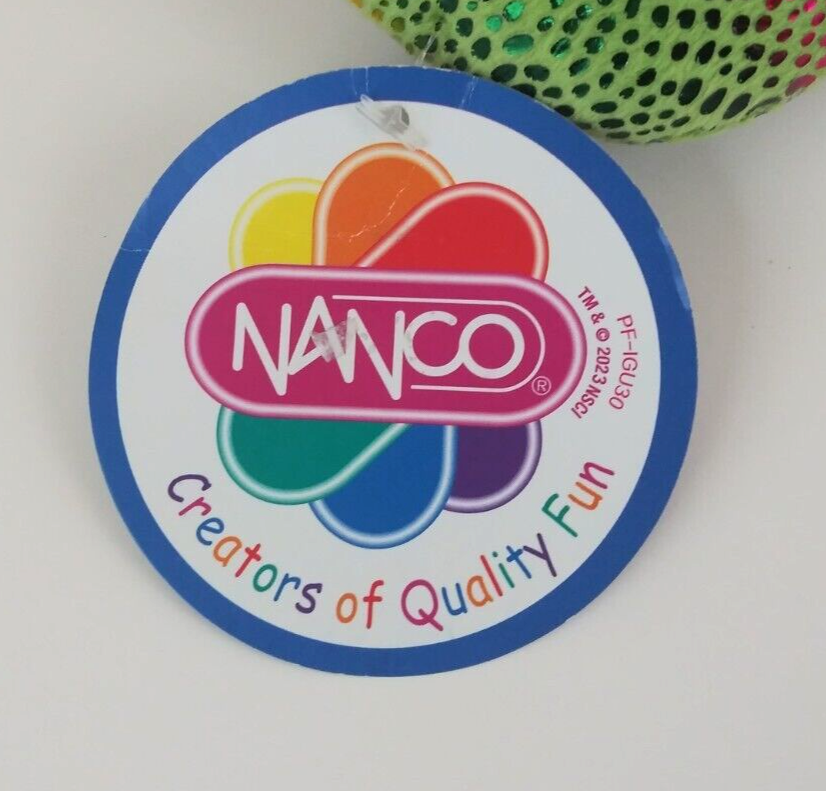 NANCO®
TM & © 2023 NSCI
PF-IGU30
Creators of Quality Fun